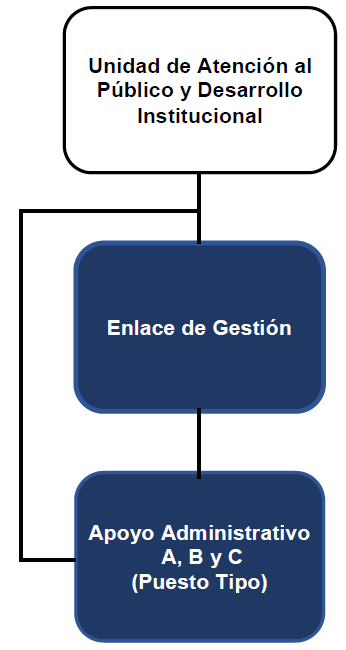 Unidad de Atención al
Público y Desarrollo
Institucional
Enlace de Gestión
Apoyo Administrativo
A, B y C
(Puesto Tipo)